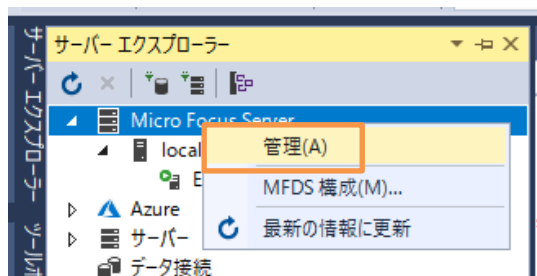 サーバー エクスプローラー
サーバー エクスプローラー
Micro Focus Server
local
管理(A)
E
MFDS 構成(M)...
Azure
サーバー
最新の情報に更新
データ接続
ツールボ